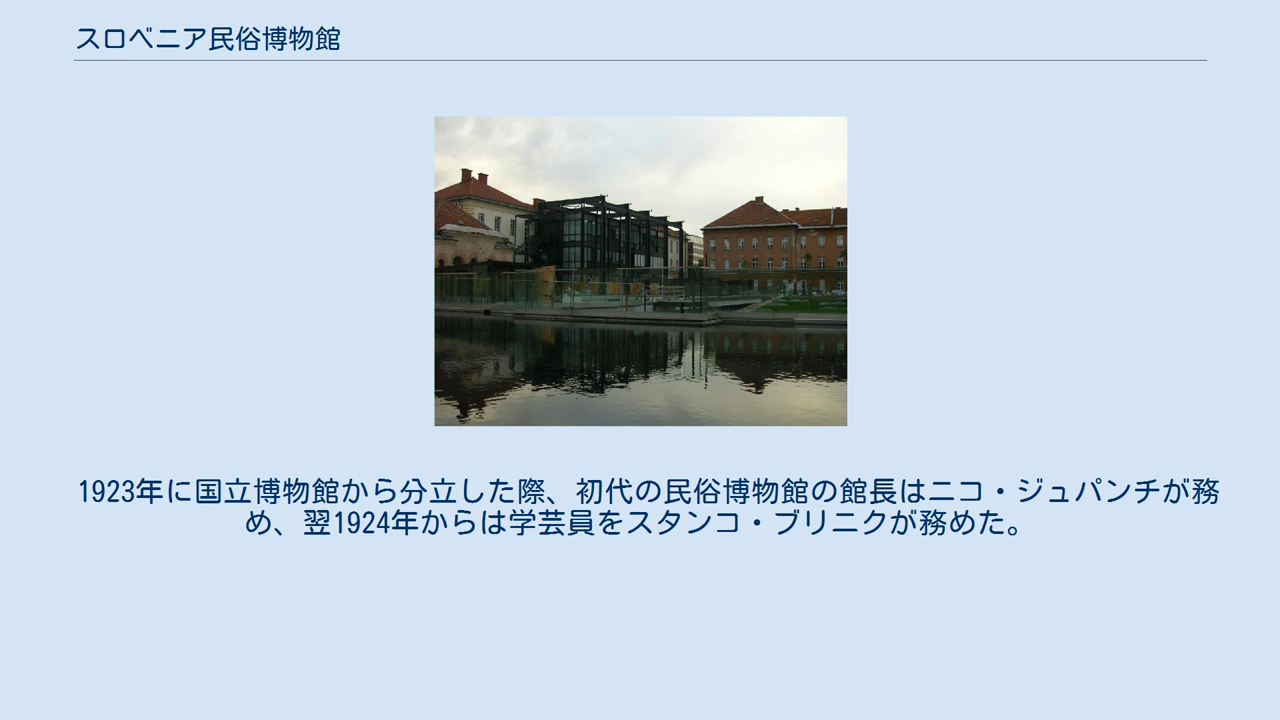 スロベニア民俗博物館
1923年に国立博物館から分立した際、初代の民俗博物館の館長はニコ・ジュパンチが務
め、翌1924年からは学芸員をスタンコ・ブリニクが務めた。